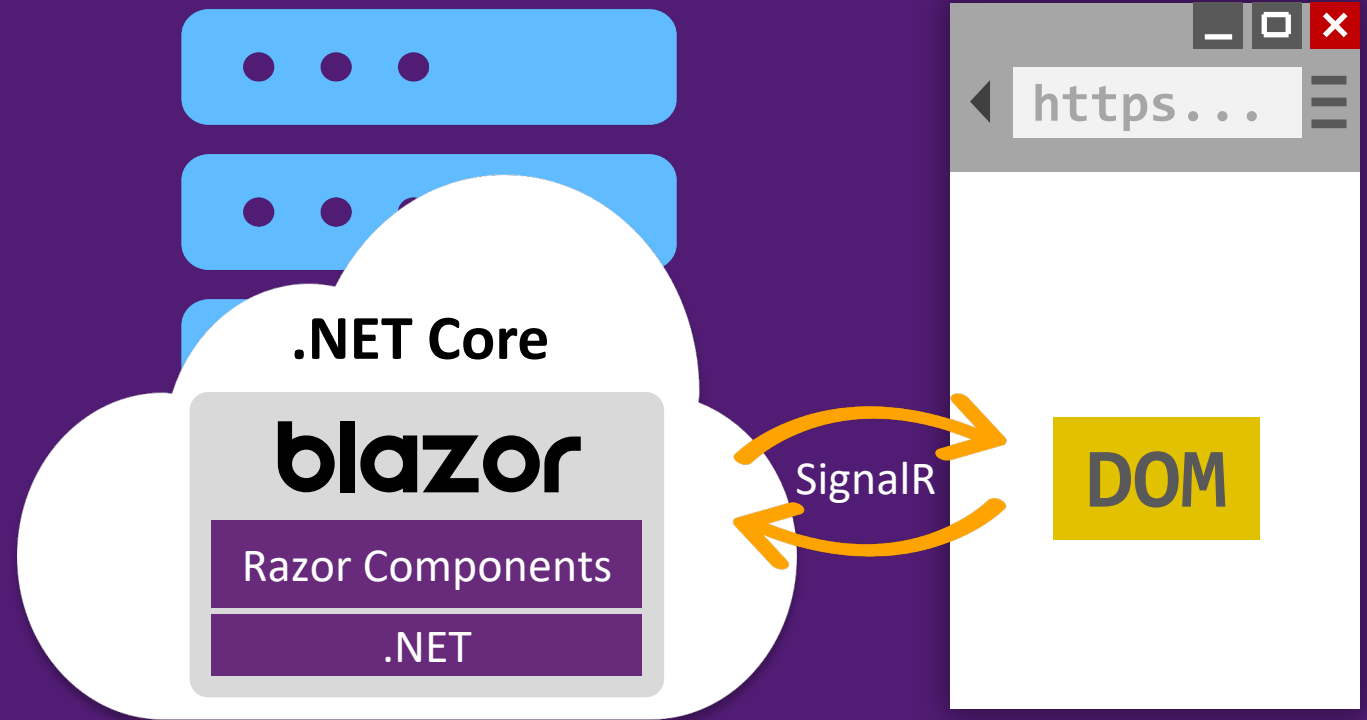 https...
.NET Core
blazor
Razor Components
.NET
SignalR
DOM